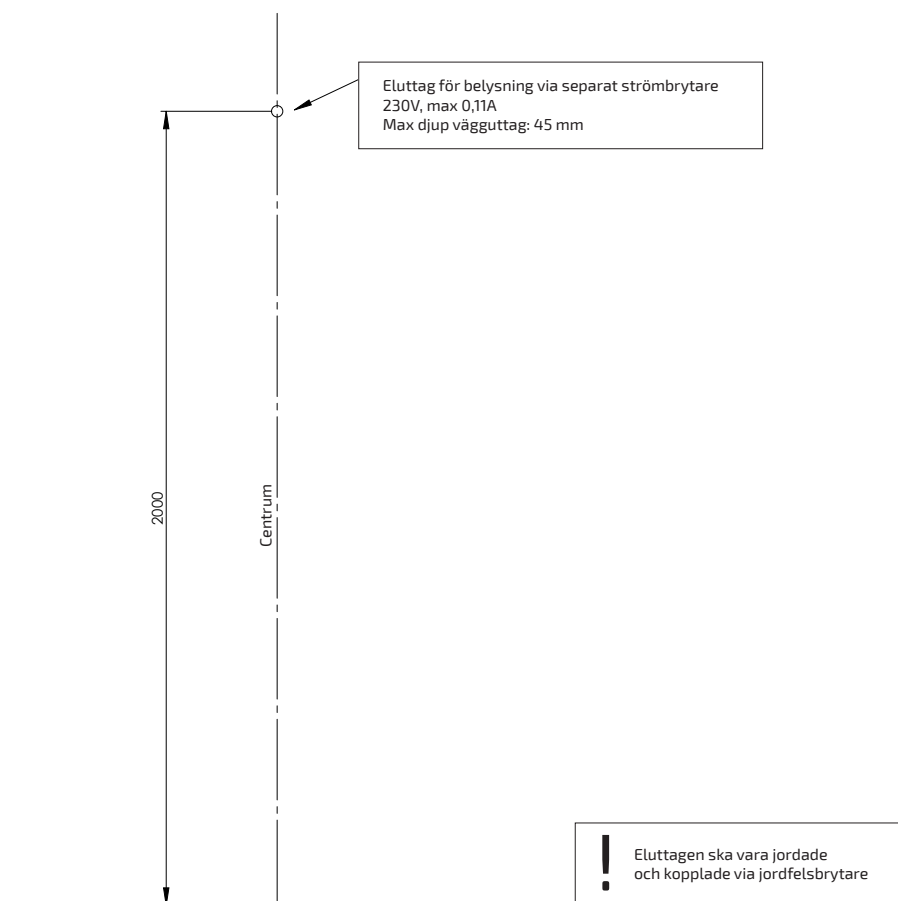 Eluttag för belysning via separat strömbrytare
230V, max 0,11A
Max djup vägguttag: 45 mm
2000
Centrum
! Eluttagen ska vara jordade
och kopplade via jordfelsbrytare